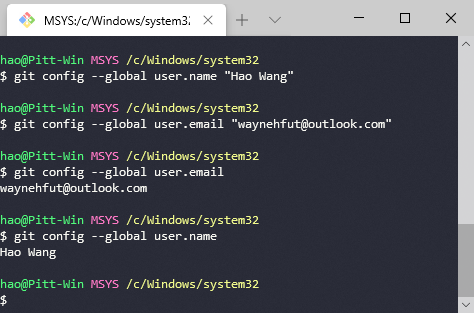 MSYS:/c/Windows/system32
hao@Pitt-Win MSYS /c/Windows/system32
$ git config --global user.name "Hao Wang"
hao@Pitt-Win MSYS /c/Windows/system32
$ git config --global user.email "waynehfut@outlook.com"
hao@Pitt-Win MSYS /c/Windows/system32
$ git config --global user.email
waynehfut@outlook.com
hao@Pitt-Win MSYS /c/Windows/system32
$ git config --global user.name
Hao Wang
hao@Pitt-Win MSYS /c/Windows/system32
$